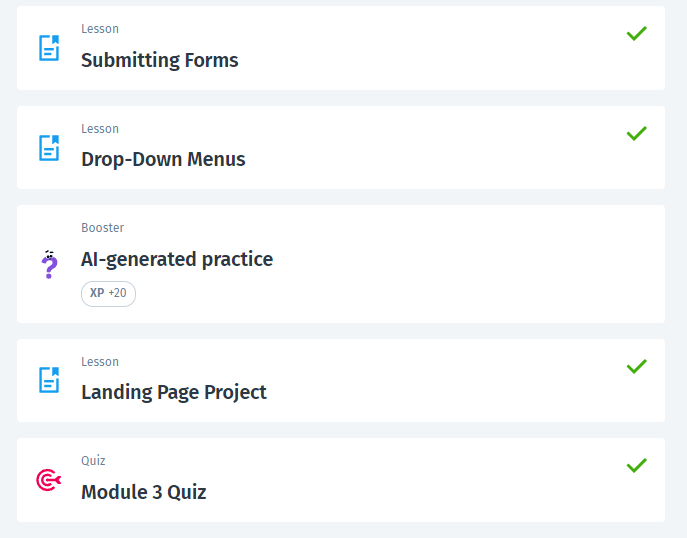 Lesson
Submitting Forms
Lesson
Drop-Down Menus
Booster
AI-generated practice
XP +20
Lesson
Landing Page Project
Quiz
Module 3 Quiz